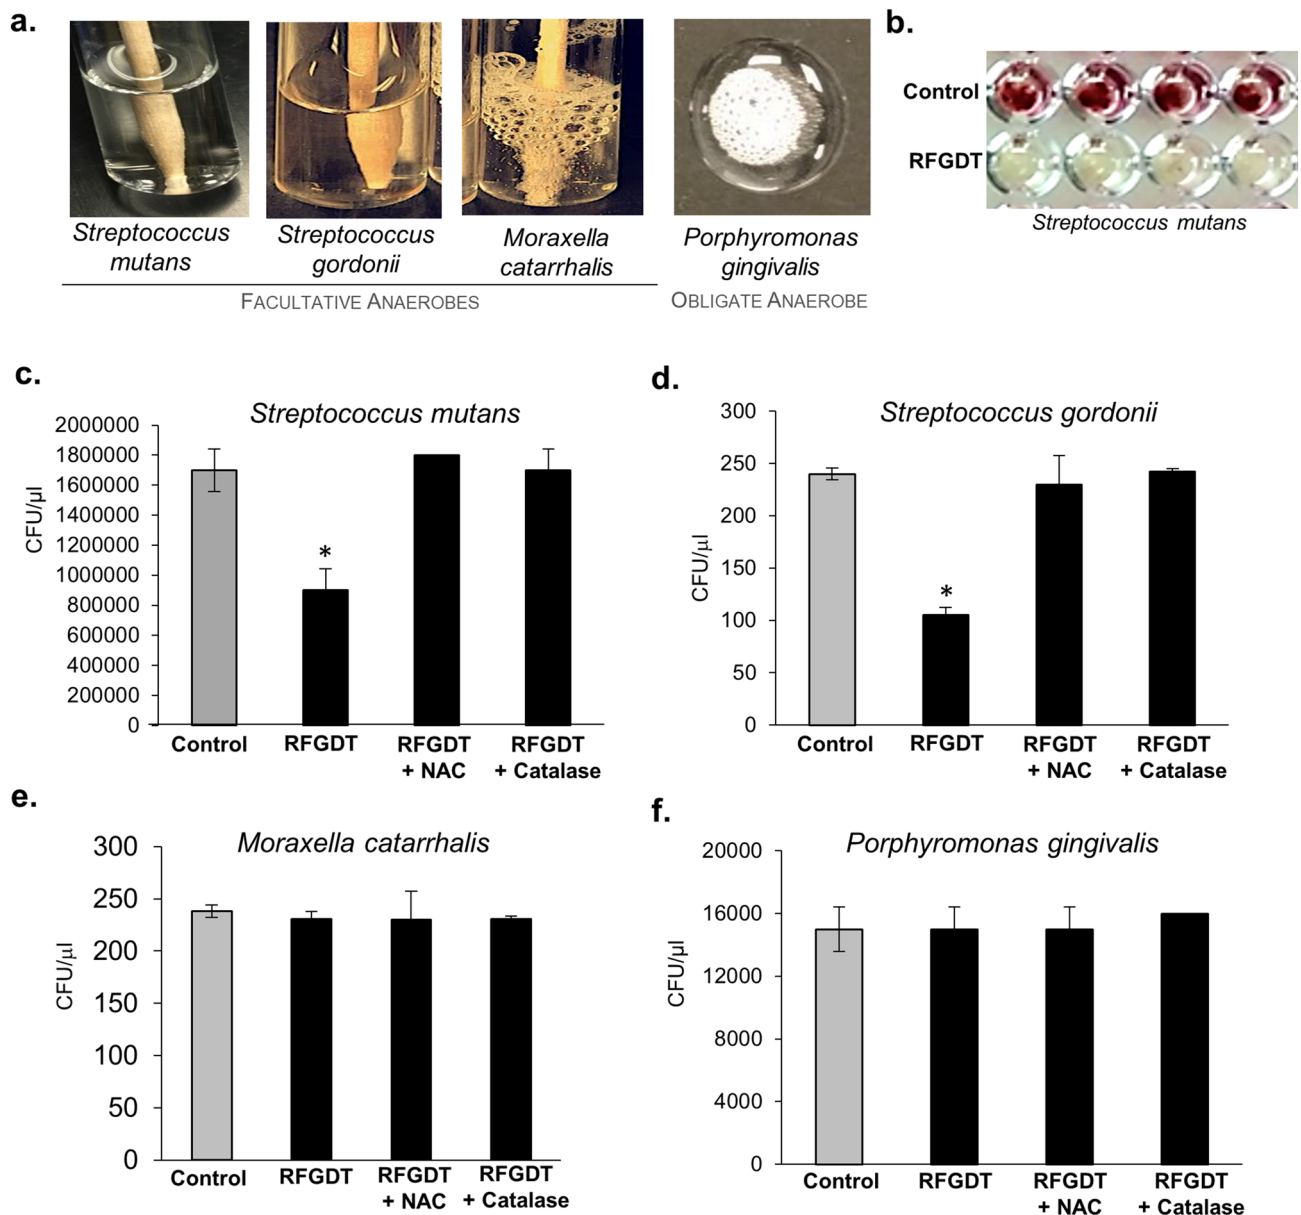 a.
Streptococcus
mutans
Streptococcus
gordonii
Moraxella
catarrhalis
Porphyromonas
gingivalis
FACULTATIVE ANAEROBES
OBLIGATE ANAEROBE
b.
Control
RFGDT
Streptococcus mutans
c.
Streptococcus mutans
CFU/µl
2000000
1800000
1600000
1400000
1200000
1000000
800000
600000
400000
200000
0
*
Control
RFGDT
RFGDT
+ NAC
RFGDT
+ Catalase
d.
Streptococcus gordonii
CFU/µl
300
250
200
150
100
50
0
*
Control
RFGDT
RFGDT
+ NAC
RFGDT
+ Catalase
e.
Moraxella catarrhalis
CFU/µl
300
250
200
150
100
50
0
Control
RFGDT
RFGDT
+ NAC
RFGDT
+ Catalase
f.
Porphyromonas gingivalis
CFU/µl
20000
16000
12000
8000
4000
0
Control
RFGDT
RFGDT
+ NAC
RFGDT
+ Catalase